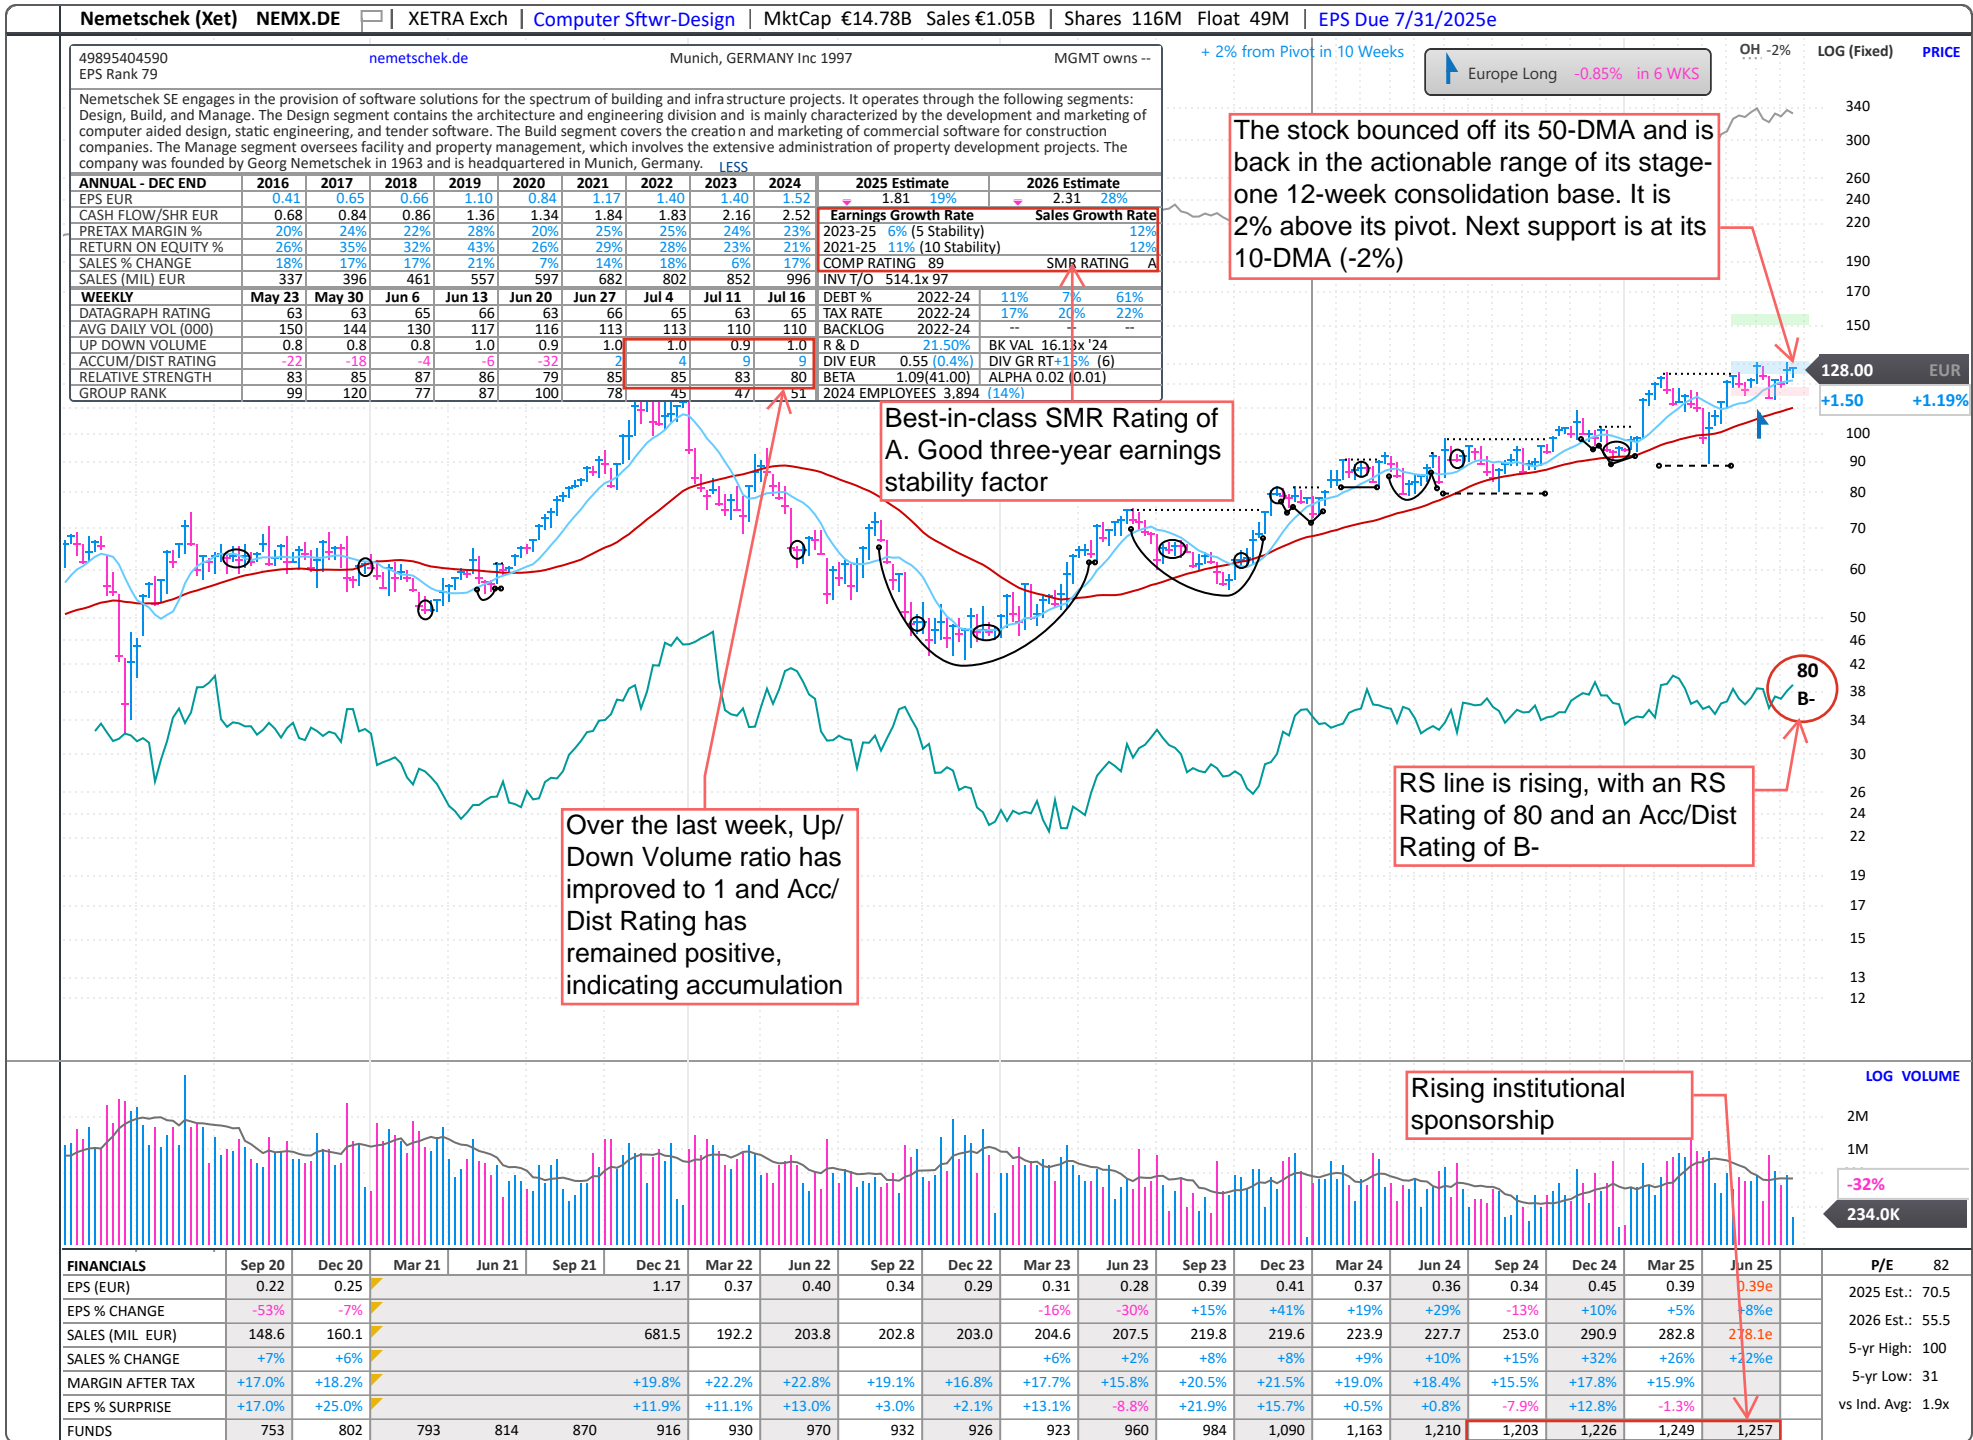 Nemetschek (Xet) NEMX.DE XETRA Exch Computer Sftwr-Design MktCap €14.78B Sales €1.05B Shares 116M Float 49M EPS Due 7/31/2025e
49895404590 nemetschek.de Munich, GERMANY Inc 1997 MGMT owns --
EPS Rank 79
Nemetschek SE engages in the provision of software solutions for the spectrum of building and infrastructure projects. It operates through the following segments:
Design, Build, and Manage. The Design segment contains the architecture and engineering division and is mainly characterized by the development and marketing of
computer aided design, static engineering, and tender software. The Build segment covers the creation and marketing of commercial software for construction
companies. The Manage segment oversees facility and property management, which involves the extensive administration of property development projects. The
company was founded by Georg Nemetschek in 1963 and is headquartered in Munich, Germany. LESS
ANNUAL - DEC END 2016 2017 2018 2019 2020 2021 2022 2023 2024 2025 Estimate 2026 Estimate
EPS EUR 0.41 0.65 0.66 1.10 0.84 1.17 1.40 1.40 1.52 1.81 19% 2.31 28%
CASH FLOW/SHR EUR 0.68 0.84 0.86 1.36 1.34 1.84 1.83 2.16 2.52 Earnings Growth Rate Sales Growth Rate
PRETAX MARGIN % 20% 24% 22% 28% 20% 25% 25% 24% 23% 2023-25 6% (5 Stability) 12%
RETURN ON EQUITY % 26% 35% 32% 43% 26% 29% 28% 23% 21% 2021-25 11% (10 Stability) 12%
SALES % CHANGE 18% 17% 17% 21% 7% 14% 18% 6% 17% COMP RATING 89 SMR RATING A
SALES (MIL) EUR 337 396 461 557 597 682 802 852 996 INV T/O 514.1x 97
WEEKLY May 23 May 30 Jun 6 Jun 13 Jun 20 Jun 27 Jul 4 Jul 11 Jul 16 DEBT % 2022-24 11% 7% 61%
DATAGRAPH RATING 63 63 65 66 63 66 65 63 65 TAX RATE 2022-24 17% 20% 22%
AVG DAILY VOL (000) 150 144 130 117 116 113 113 110 110 BACKLOG 2022-24 -- -- --
UP DOWN VOLUME 0.8 0.8 0.8 1.0 0.9 1.0 1.0 0.9 1.0 R & D 21.50% BK VAL 16.13x '24
ACCUM/DIST RATING -22 -18 -4 -6 -32 2 4 9 9 DIV EUR 0.55 (0.4%) DIV GR RT +15% (6)
RELATIVE STRENGTH 83 85 87 86 79 85 85 83 80 BETA 1.09(41.00) ALPHA 0.02 (0.01)
GROUP RANK 99 120 77 87 100 78 45 47 51 2024 EMPLOYEES 3,894 (14%)
+ 2% from Pivot in 10 Weeks
Europe Long -0.85% in 6 WKS
OH -2% LOG (Fixed) PRICE
The stock bounced off its 50-DMA and is
back in the actionable range of its stage-
one 12-week consolidation base. It is
2% above its pivot. Next support is at its
10-DMA (-2%)
340
300
260
240
220
190
170
150
128.00 EUR
+1.50 +1.19%
100
90
80
70
60
50
46
42
38
34
30
26
24
22
19
17
15
13
12
Best-in-class SMR Rating of
A. Good three-year earnings
stability factor
80
B-
RS line is rising, with an RS
Rating of 80 and an Acc/Dist
Rating of B-
Over the last week, Up/
Down Volume ratio has
improved to 1 and Acc/
Dist Rating has
remained positive,
indicating accumulation
Rising institutional
sponsorship
LOG VOLUME
2M
1M
-32%
234.0K
FINANCIALS Sep 20 Dec 20 Mar 21 Jun 21 Sep 21 Dec 21 Mar 22 Jun 22 Sep 22 Dec 22 Mar 23 Jun 23 Sep 23 Dec 23 Mar 24 Jun 24 Sep 24 Dec 24 Mar 25 Jun 25
EPS (EUR) 0.22 0.25 1.17 0.37 0.40 0.34 0.29 0.31 0.28 0.39 0.41 0.37 0.36 0.34 0.45 0.39 0.39e
EPS % CHANGE -53% -7% -16% -30% +15% +41% +19% +29% -13% +10% +5% +8%e
SALES (MIL EUR) 148.6 160.1 681.5 192.2 203.8 202.8 203.0 204.6 207.5 219.8 219.6 223.9 227.7 253.0 290.9 282.8 278.1e
SALES % CHANGE +7% +6% +6% +2% +8% +8% +9% +10% +15% +32% +26% +22%e
MARGIN AFTER TAX +17.0% +18.2% +19.8% +22.2% +22.8% +19.1% +16.8% +17.7% +15.8% +20.5% +21.5% +19.0% +18.4% +15.5% +17.8% +15.9%
EPS % SURPRISE +17.0% +25.0% +11.9% +11.1% +13.0% +3.0% +2.1% +13.1% -8.8% +21.9% +15.7% +0.5% +0.8% -7.9% +12.8% -1.3%
FUNDS 753 802 793 814 870 916 930 970 932 926 923 960 984 1,090 1,163 1,210 1,203 1,226 1,249 1,257
P/E 82
2025 Est.: 70.5
2026 Est.: 55.5
5-yr High: 100
5-yr Low: 31
vs Ind. Avg: 1.9x